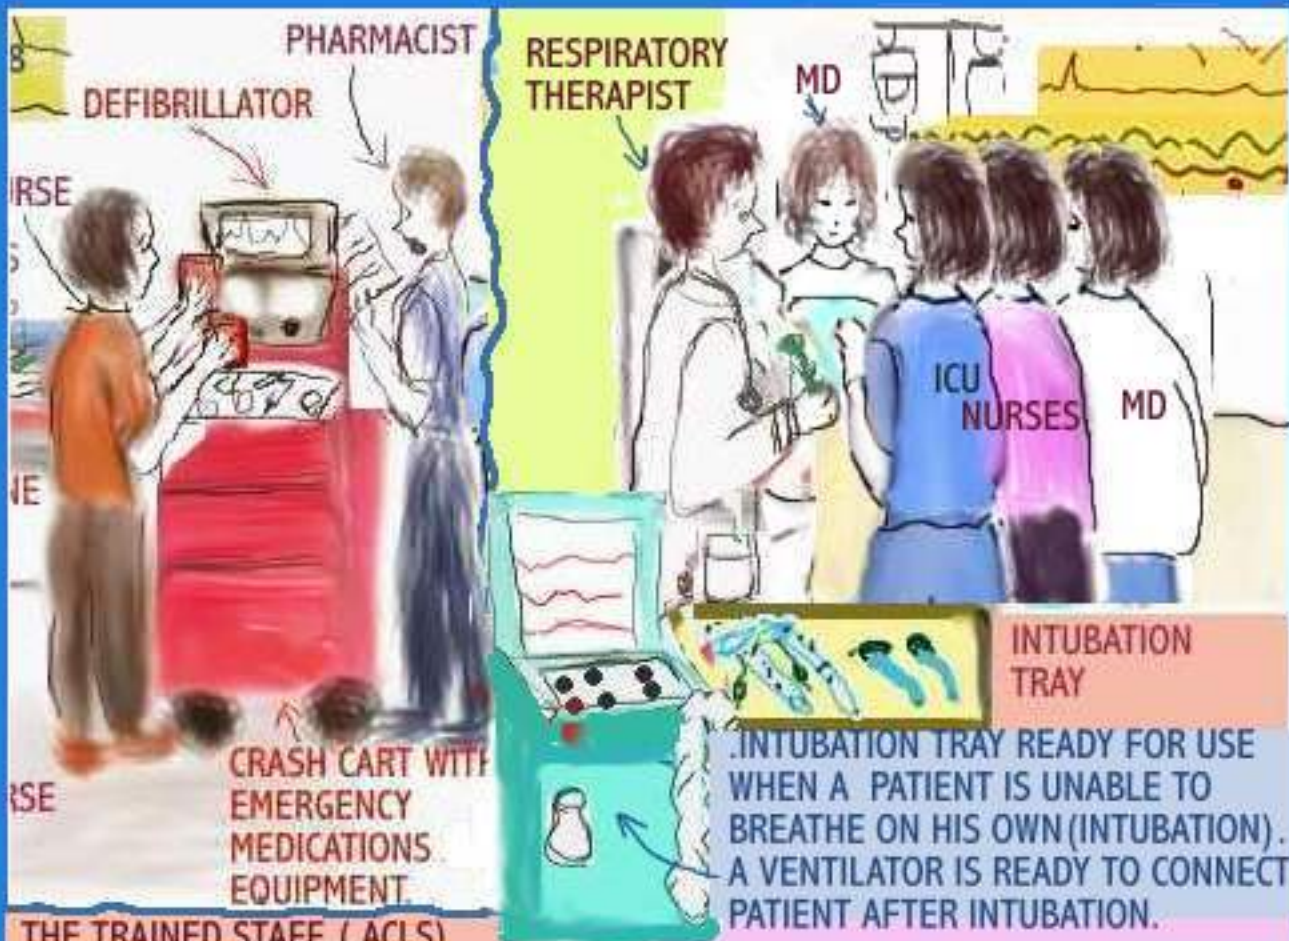 PHARMACIST
DEFIBRILLATOR
CRASH CART WITH
EMERGENCY
MEDICATIONS
EQUIPMENT.
THE TRAINED STAFF (ACLS)
RESPIRATORY
THERAPIST
MD
ICU
NURSES
MD
INTUBATION
TRAY
.INTUBATION TRAY READY FOR USE
WHEN A PATIENT IS UNABLE TO
BREATHE ON HIS OWN (INTUBATION).
A VENTILATOR IS READY TO CONNECT
PATIENT AFTER INTUBATION.